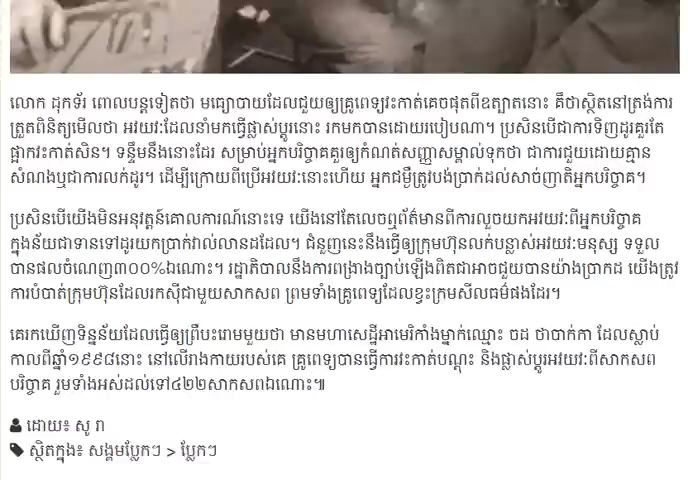 លោក ដុកទ័រ ពោលបន្តទៀតថា មធ្យោបាយដែលជួយឲ្យគ្រូពេទ្យវះកាត់គេចផុតពីឧត្បាតនោះ គឺថាស្ថិតនៅត្រង់ការ
ត្រួតពិនិត្យមើលថា អវយវៈដែលនាំមកធ្វើផ្លាស់ប្ដូរនោះ រកមកបានដោយរបៀបណា។ ប្រសិនបើជាការទិញដូរគួរតែ
ផ្អាកវះកាត់សិន។ ទន្ទឹមនឹងនោះដែរ សម្រាប់អ្នកបរិច្ចាគគួរឲ្យកំណត់សញ្ញាសម្គាល់ទុកថា ជាការជួយដោយគ្មាន
សំណងឬជាការលក់ដូរ។ ដើម្បីក្រោយពីប្រើអវយវៈនោះហើយ អ្នកជម្ងឺត្រូវបង់ប្រាក់ដល់សាច់ញាតិអ្នកបរិច្ចាគ។
ប្រសិនបើយើងមិនអនុវត្តន៍គោលការណ៍នោះទេ យើងនៅតែលេចឮព័ត៌មានពីការលួចយកអវយវៈពីអ្នកបរិច្ចាគ
ក្នុងន័យជាទានទៅដូរយកប្រាក់វាល់លានដដែល។ ជំនួញនេះនឹងធ្វើឲ្យក្រុមហ៊ុនលក់បន្លាស់អវយវៈមនុស្ស ទទួល
បានផលចំណេញ៣០០%ឯណោះ។ រដ្ឋាភិបាលនឹងការពង្រាងច្បាប់ឡើងពិតជាអាចជួយបានយ៉ាងប្រាកដ យើងត្រូវ
ការបំបាត់ក្រុមហ៊ុនដែលរកស៊ីជាមួយសាកសព ព្រមទាំងគ្រូពេទ្យដែលខ្វះក្រមសីលធម៌ផងដែរ។
គេរកឃើញទិន្នន័យដែលធ្វើឲ្យព្រឺបះរោមមួយថា មានមហាសេដ្ឋីអាមេរិកាំងម្នាក់ឈ្មោះ ចដ ថាបាក់កា ដែលស្លាប់
កាលពីឆ្នាំ១៩៩៨នោះ នៅលើរាងកាយរបស់គេ គ្រូពេទ្យបានធ្វើការវះកាត់បណ្ដុះ និងផ្លាស់ប្ដូរអវយវៈពីសាកសព
បរិច្ចាគ រួមទាំងអស់ដល់ទៅ៤២២សាកសពឯណោះ៕
ដោយ៖ សូ រា
ស្ថិតក្នុង៖ សង្គមប្លែកៗ > ប្លែកៗ